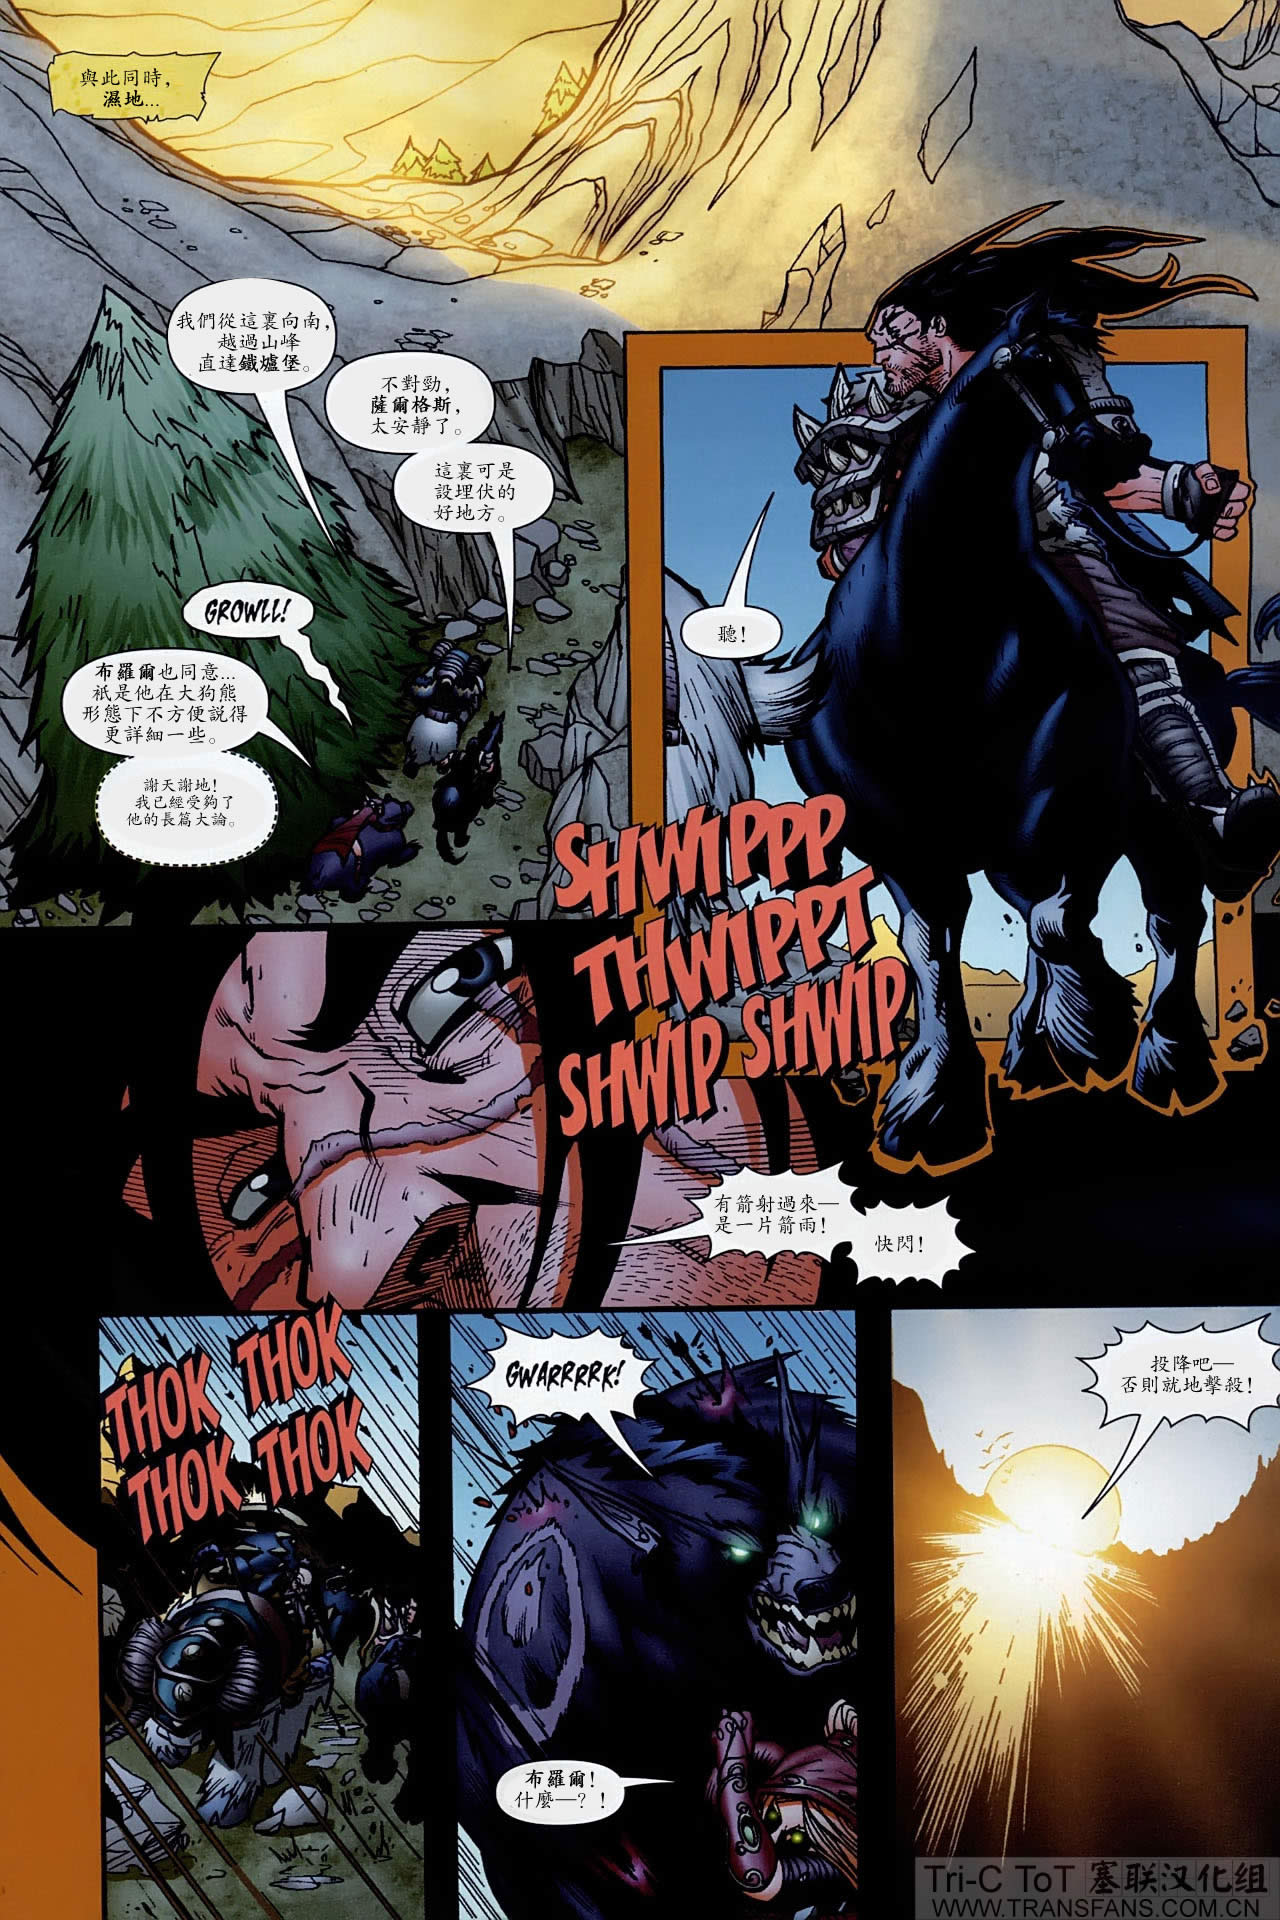 與此同時，
濕地...
我們從這裏向南，
越過山峰
直達鐵爐堡。
不對勁，
薩爾格斯，
太安靜了。
這裏可是
設埋伏的
好地方。
GROWLL!
布羅爾也同意...
祇是他在大狗熊
形態下不方便說得
更詳細一些。
謝天謝地！
我已經受夠了
他的長篇大論。
聽！
SHWIPPP
THWIPPT
SHWIP SHWIP
有箭射過來—
是一片箭雨！
快閃！
THOK THOK
THOK THOK
GWARRRRK!
布羅爾！
什麼—？！
投降吧—
否則就地擊殺！
Tri-C ToT 塞联汉化组
WWW.TRANSFANS.COM.CN